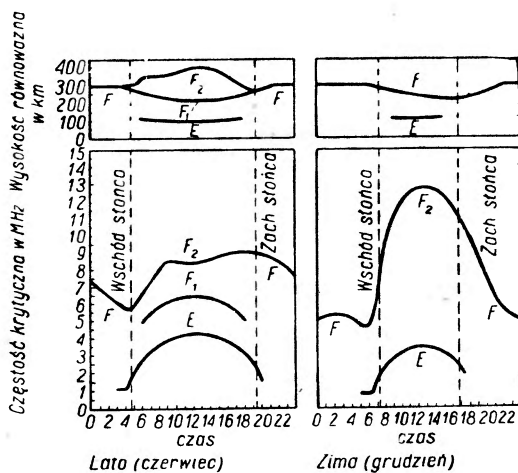 Częstość krytyczna w MHz Wysokość równoważna
w km
400
300
200
100
0
F
F₂
F₁
E
F
F
E
15
14
13
12
11
10
9
8
7
6
5
4
3
2
1
Wschód słońca
Zach słońca
F
F₂
F₁
E
F
Wschód słońca
Zach słońca
F
F₂
E
F
0 2 4 6 8 10 14 18 22
12 16 20
czas
0 2 4 6 8 10 14 18 22
12 16 20
czas
Lato (czerwiec)
Zima (grudzień)